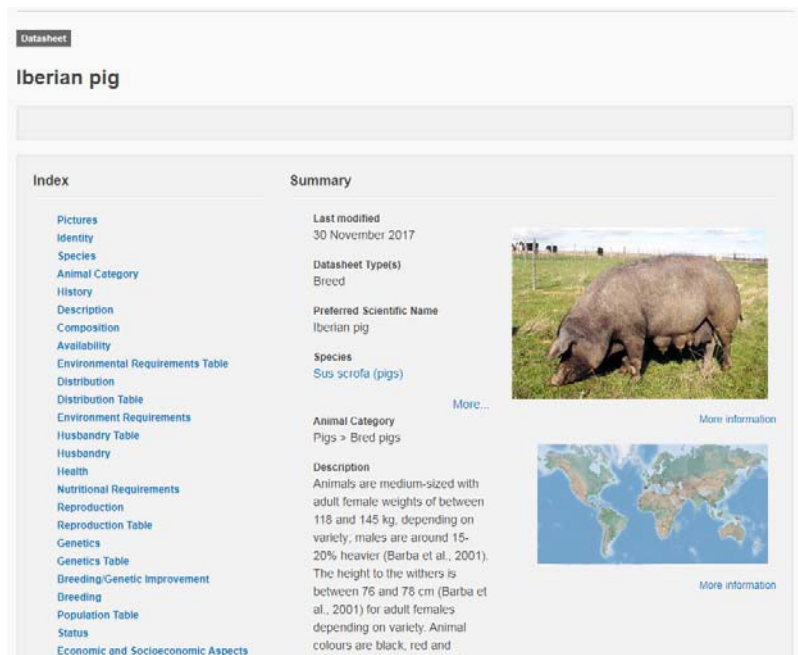 Datasheet
Iberian pig
Index
Pictures
Identity
Species
Animal Category
History
Description
Composition
Availability
Environmental Requirements Table
Distribution
Distribution Table
Environment Requirements
Husbandry Table
Husbandry
Health
Nutritional Requirements
Reproduction
Reproduction Table
Genetics
Genetics Table
Breeding/Genetic Improvement
Breeding
Population Table
Status
Economic and Socioeconomic Aspects
Summary
Last modified
30 November 2017
Datasheet Type(s)
Breed
Preferred Scientific Name
Iberian pig
Species
Sus scrofa (pigs)
More...
Animal Category
Pigs > Bred pigs
Description
Animals are medium-sized with
adult female weights of between
118 and 145 kg, depending on
variety; males are around 15-
20% heavier (Barba et al., 2001).
The height to the withers is
between 76 and 78 cm (Barba et
al., 2001) for adult females
depending on variety. Animal
colours are black, red and
More information
More information